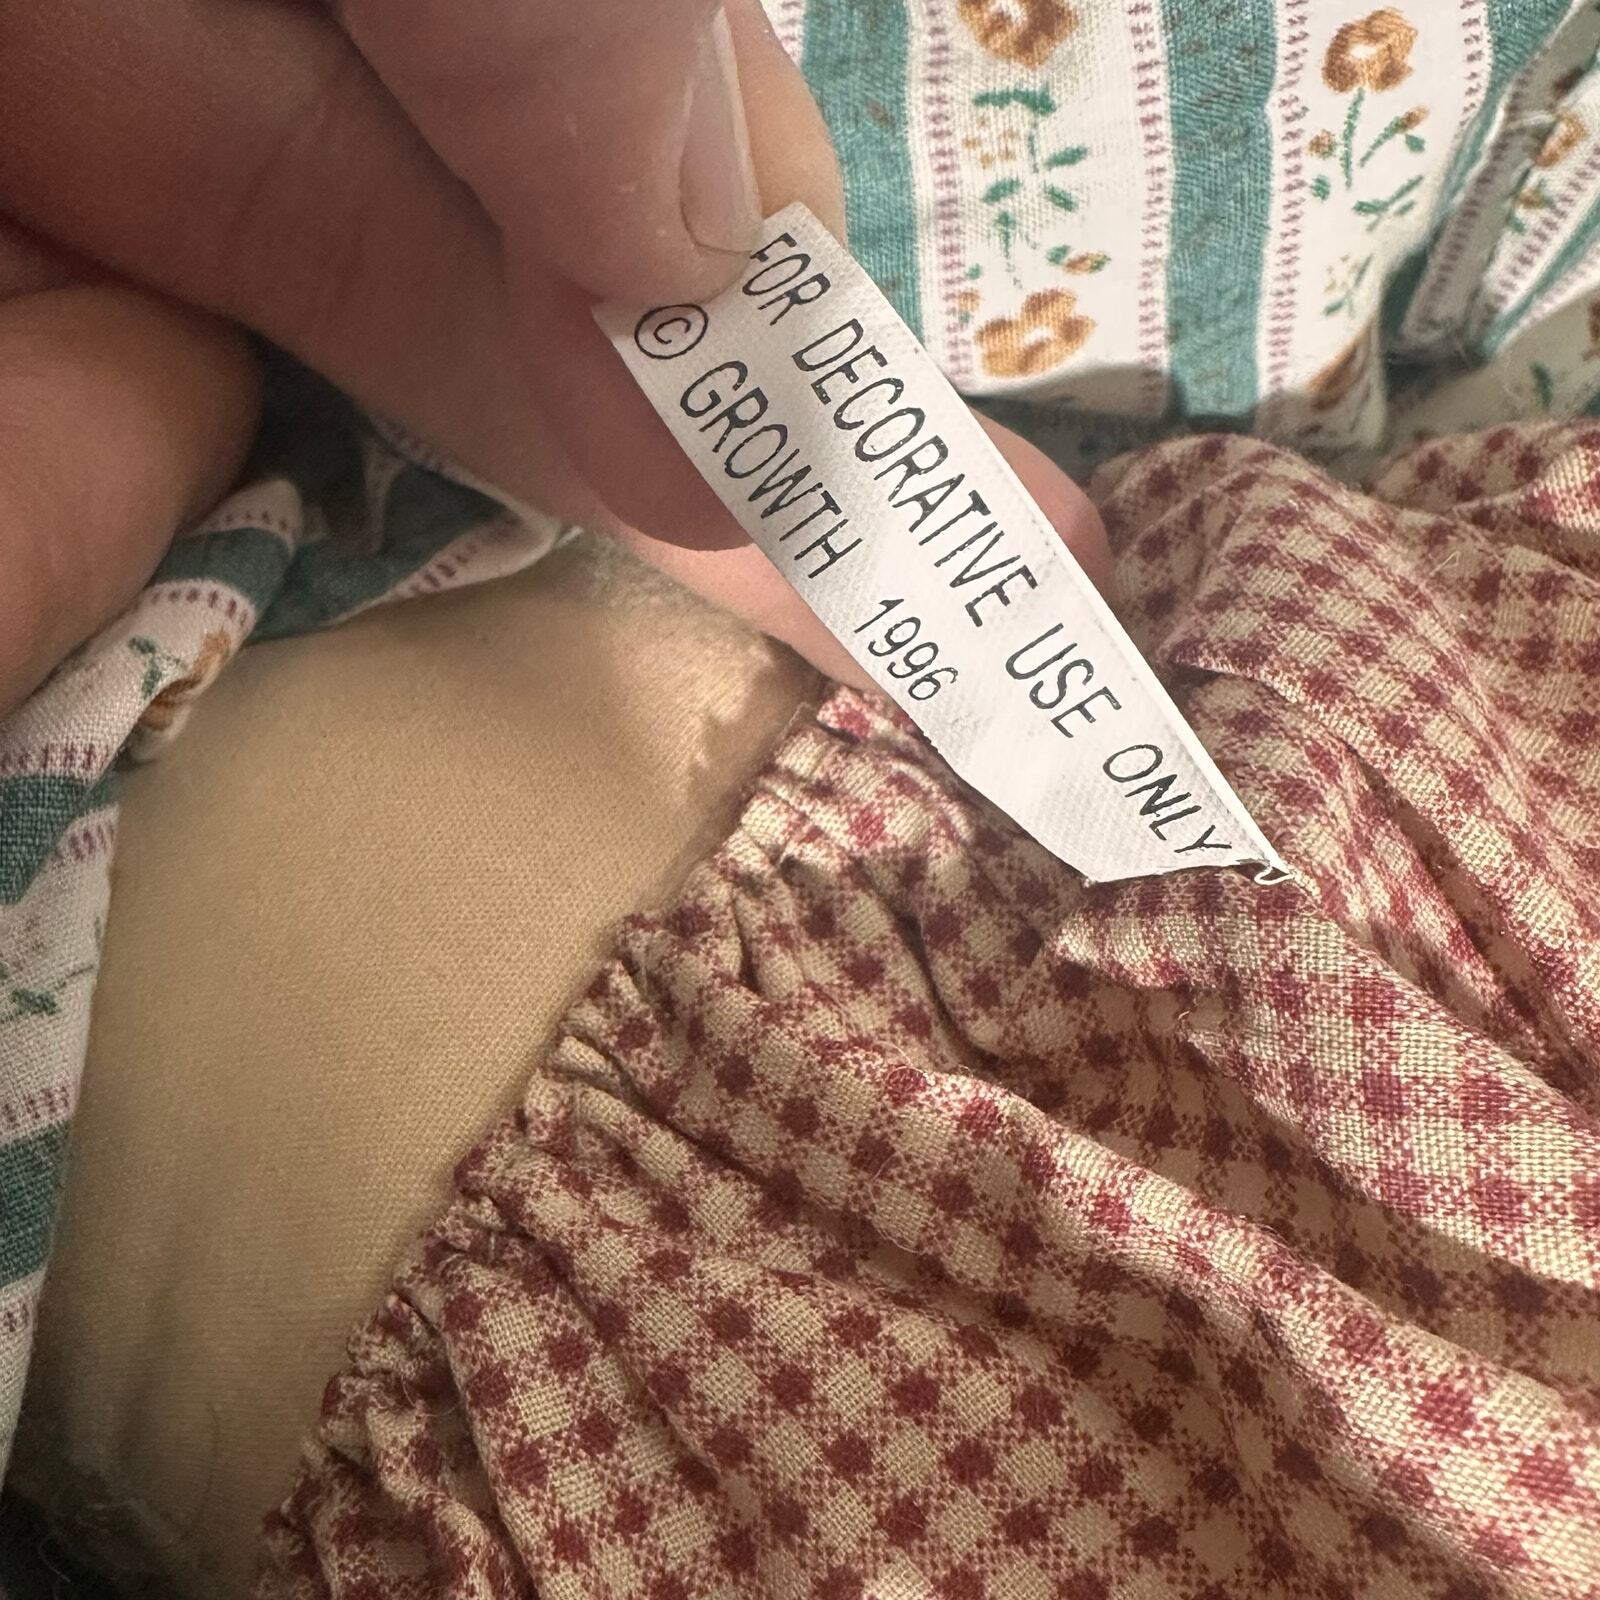 FOR DECORATIVE USE ONLY
© GROWTH 1996